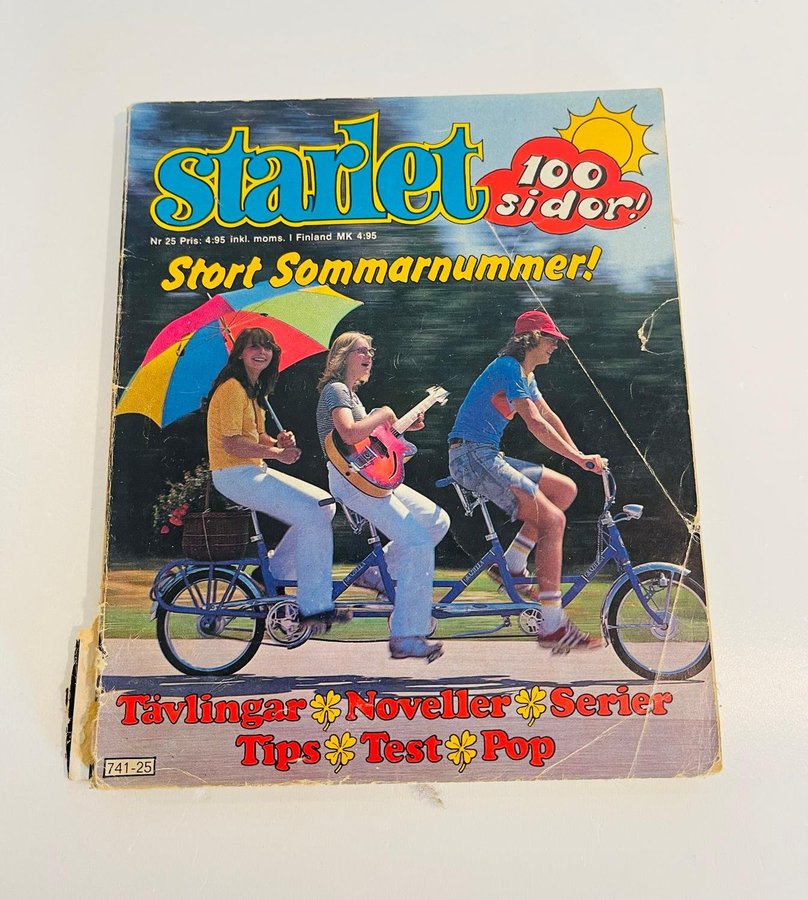 starlet
100
sidor!
Nr 25 Pris: 4:95 inkl. moms. I Finland MK 4:95
Stort Sommarnummer!
Tävlingar Noveller Serier
Tips Test Pop
741-25